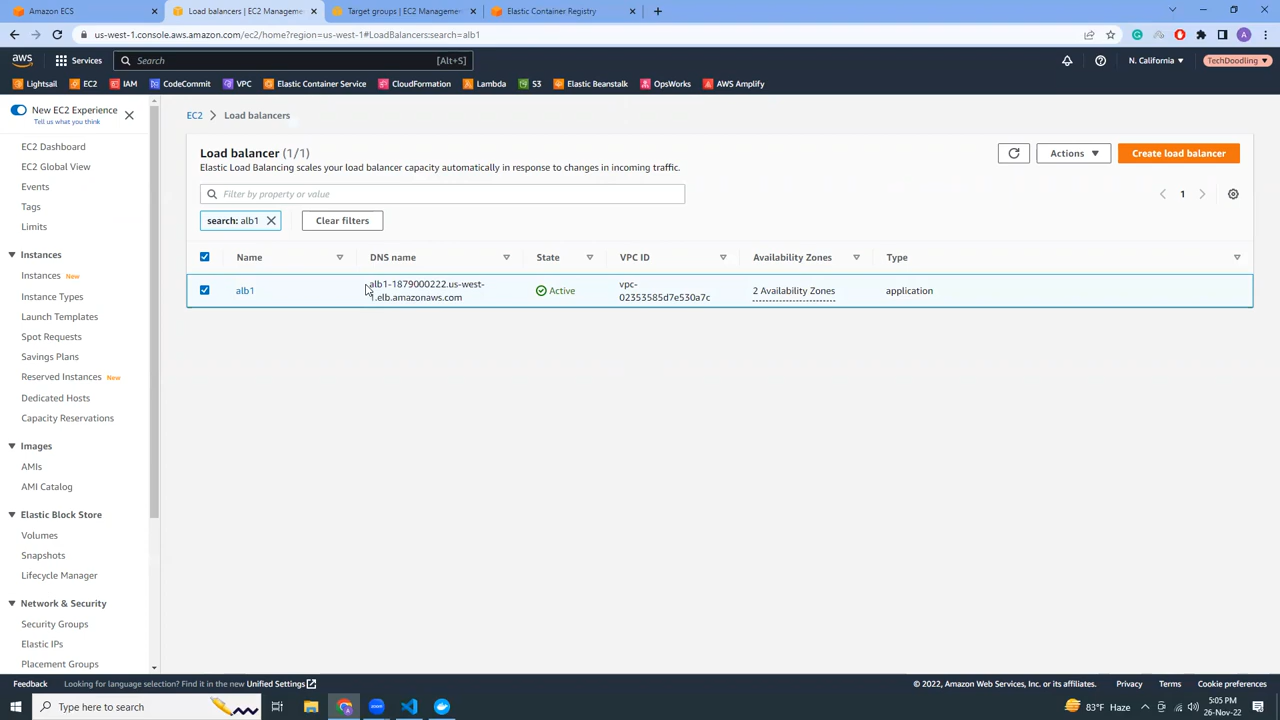 Amazon ECS
Load balancers | EC2 Manageme
Target groups | EC2 Manageme
Elastic Container Registry
us-west-1.console.aws.amazon.com/ec2/home?region=us-west-1#LoadBalancers:search=alb1
A
aws
Services
Search
[Alt+S]
N. California
TechDoodling
Lightsail
EC2
IAM
CodeCommit
VPC
Elastic Container Service
CloudFormation
Lambda
S3
Elastic Beanstalk
OpsWorks
AWS Amplify
New EC2 Experience
Tell us what you think
EC2 Dashboard
EC2 Global View
Events
Tags
Limits
Instances
Instances New
Instance Types
Launch Templates
Spot Requests
Savings Plans
Reserved Instances New
Dedicated Hosts
Capacity Reservations
Images
AMIs
AMI Catalog
Elastic Block Store
Volumes
Snapshots
Lifecycle Manager
Network & Security
Security Groups
Elastic IPs
Placement Groups
EC2 > Load balancers
Load balancer (1/1)
Elastic Load Balancing scales your load balancer capacity automatically in response to changes in incoming traffic.
Actions
Create load balancer
Filter by property or value
1
search: alb1
Clear filters
Name
DNS name
State
VPC ID
Availability Zones
Type
alb1
alb1-1879000222.us-west-
1.elb.amazonaws.com
Active
vpc-
02353585d7e530a7c
2 Availability Zones
application
Feedback
Looking for language selection? Find it in the new Unified Settings
© 2022, Amazon Web Services, Inc. or its affiliates.
Privacy
Terms
Cookie preferences
Type here to search
83°F Haze
5:05 PM
26-Nov-22